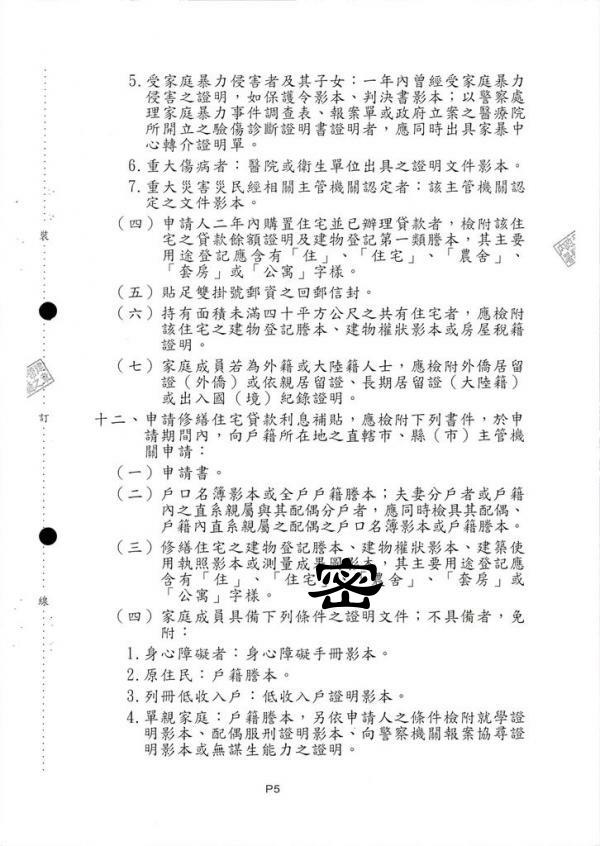 5.受家庭暴力侵害者及其子女：一年內曾經受家庭暴力
侵害之證明，如保護令影本、判決書影本；以警察處
理家庭暴力事件調查表、報案單或政府立案之醫療院
所開立之驗傷診斷證明書證明者，應同時出具家暴中
心轉介證明單。
6.重大傷病者：醫院或衛生單位出具之證明文件影本。
7.重大災害災民經相關主管機關認定者：該主管機關認
定之文件影本。
（四）申請人二年內購置住宅並已辦理貸款者，檢附該住
宅之貸款餘額證明及建物登記第一類謄本，其主要
用途登記應含有「住」、「住宅」、「農舍」、
「套房」或「公寓」字樣。
（五）貼足雙掛號郵資之回郵信封。
（六）持有面積未滿四十平方公尺之共有住宅者，應檢附
該住宅之建物登記謄本、建物權狀影本或房屋稅籍
證明。
（七）家庭成員若為外籍或大陸籍人士，應檢附外僑居留
證（外僑）或依親居留證、長期居留證（大陸籍）
或出入國（境）紀錄證明。
十二、申請修繕住宅貸款利息補貼，應檢附下列書件，於申
請期間內，向戶籍所在地之直轄市、縣（市）主管機
關申請：
（一）申請書。
（二）戶口名簿影本或全戶戶籍謄本；夫妻分戶者或戶籍
內之直系親屬與其配偶分戶者，應同時檢具其配偶、
戶籍內直系親屬之配偶之戶口名簿影本或戶籍謄本。
（三）修繕住宅之建物登記謄本、建物權狀影本、建築使
用執照影本或測量成果圖影本，其主要用途登記應
含有「住」、「住宅 密 農舍」、「套房」或
「公寓」字樣。
（四）家庭成員具備下列條件之證明文件；不具備者，免
附：
1.身心障礙者：身心障礙手冊影本。
2.原住民：戶籍謄本。
3.列冊低收入戶：低收入戶證明影本。
4.單親家庭：戶籍謄本，另依申請人之條件檢附就學證
明影本、配偶服刑證明影本、向警察機關報案協尋證
明影本或無謀生能力之證明。
裝
訂
線
P5